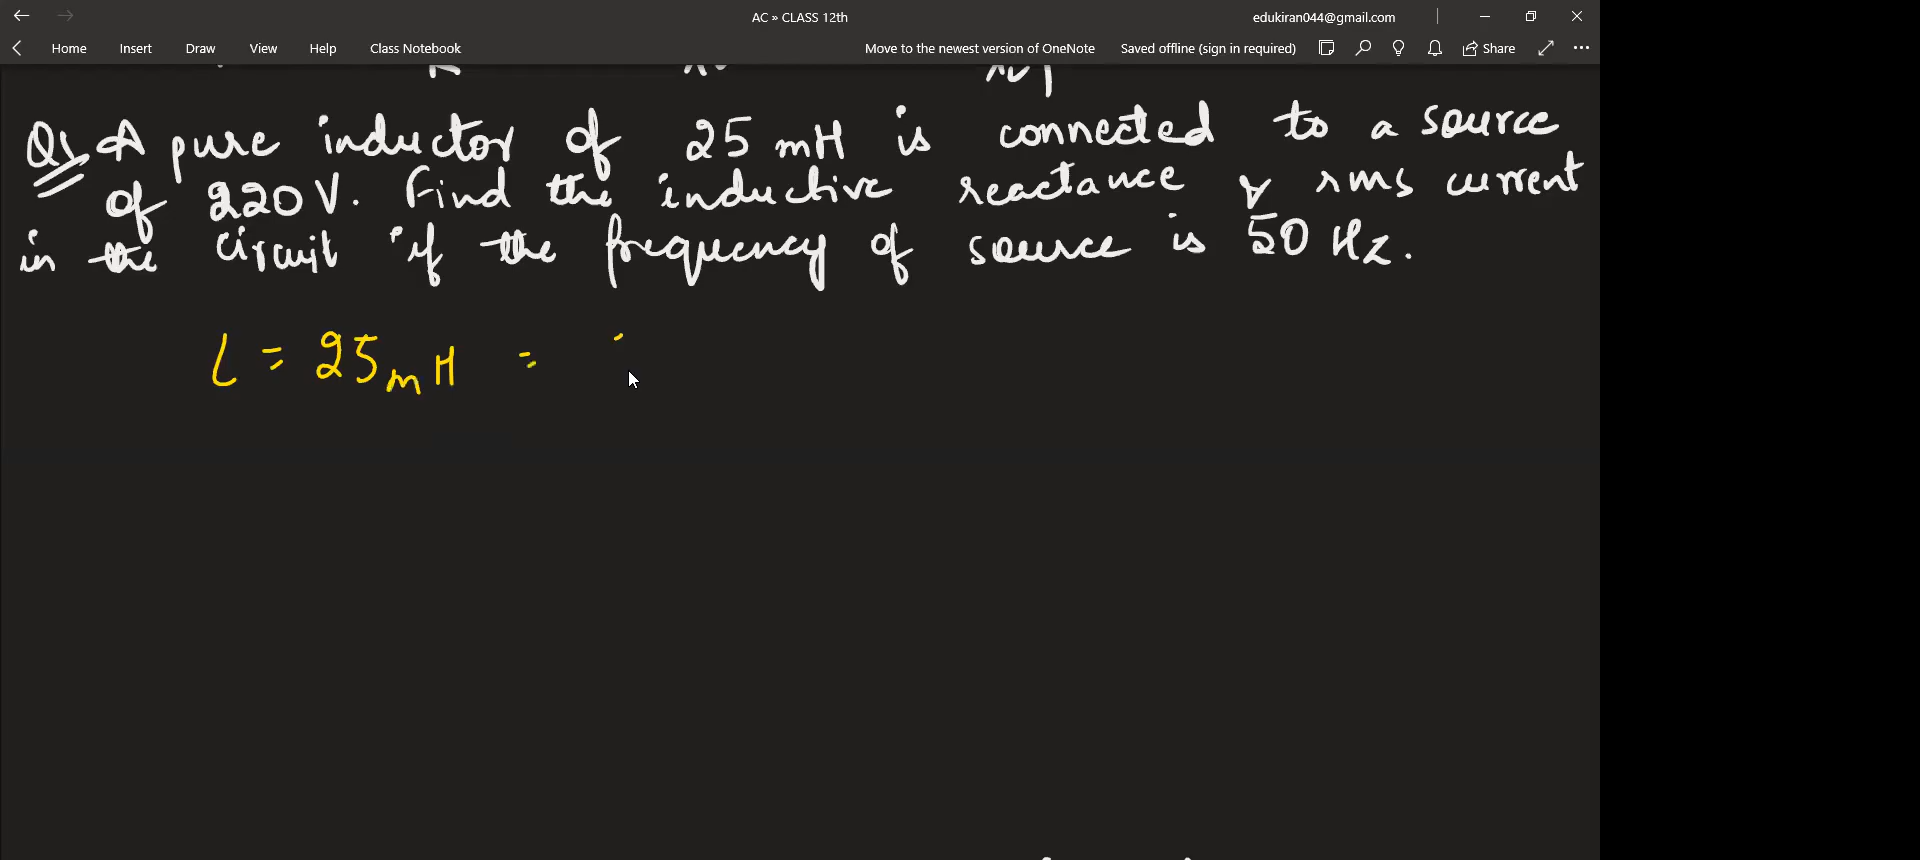 AC » CLASS 12th
edukiran044@gmail.com
Home Insert Draw View Help Class Notebook
Move to the newest version of OneNote Saved offline (sign in required) Share
Q1 A pure inductor of 25 mH is connected to a source
of 220 V. Find the inductive reactance & rms current
in the circuit if the frequency of source is 50 Hz.
L = 25 mH =